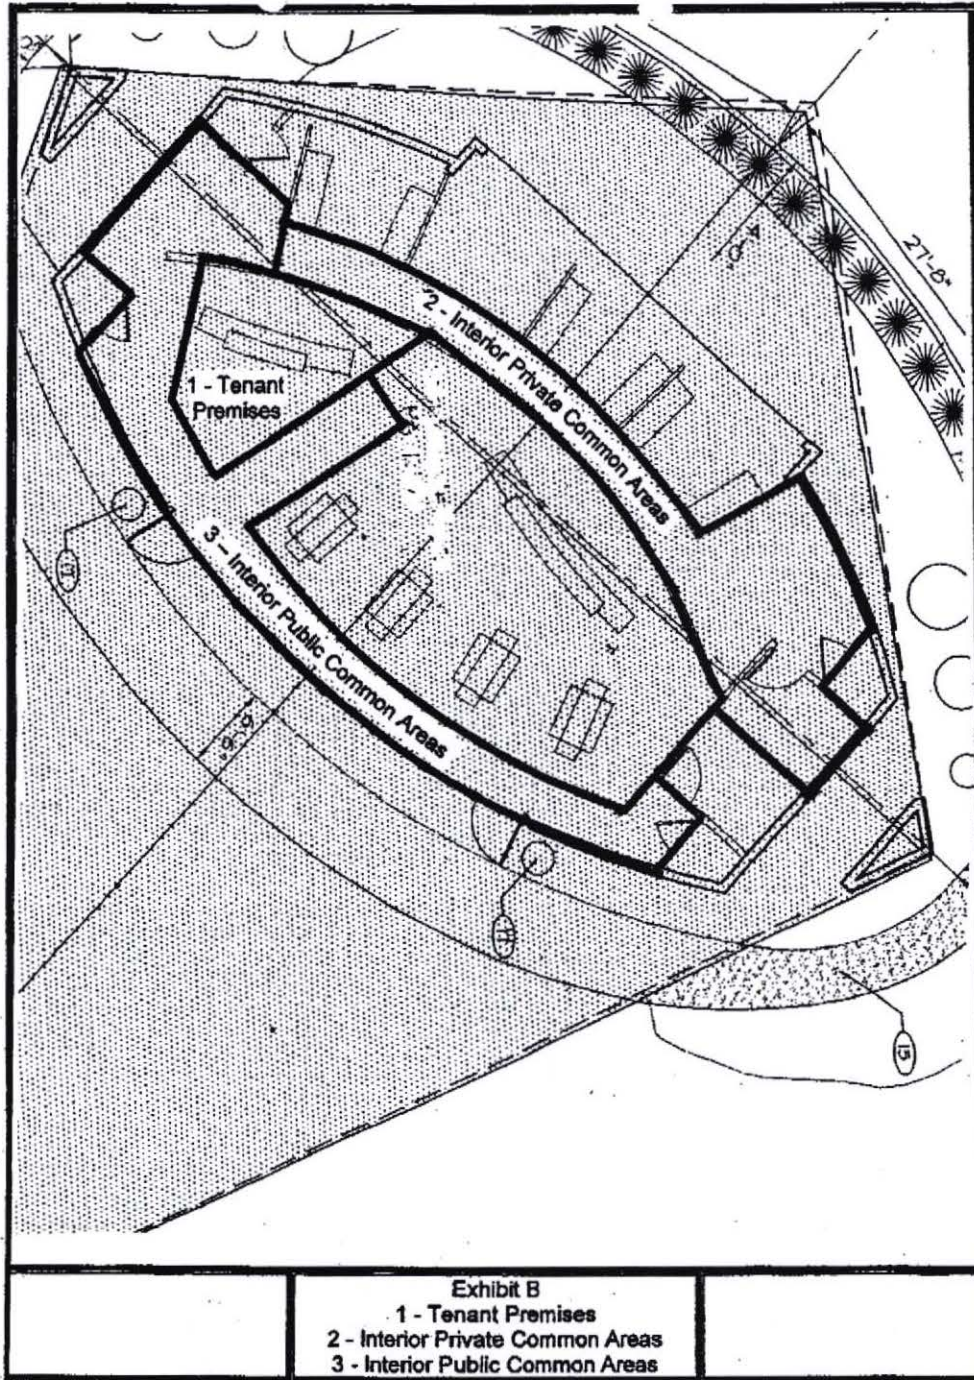 27'-8"
2 - Interior Private Common Areas
1 - Tenant
Premises
3 - Interior Public Common Areas
15
Exhibit B
1 - Tenant Premises
2 - Interior Private Common Areas
3 - Interior Public Common Areas